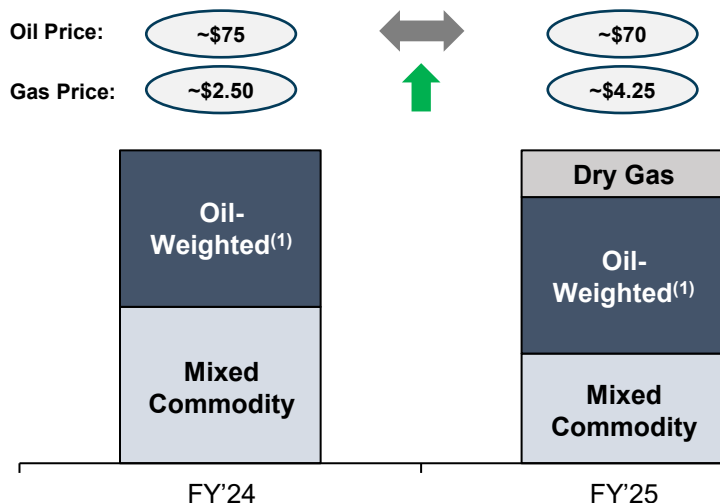 Oil Price: ~$75 ~$70
Gas Price: ~$2.50 ~$4.25
Oil-
Weighted(1)
Mixed
Commodity
Dry Gas
Oil-
Weighted(1)
Mixed
Commodity
FY'24 FY'25